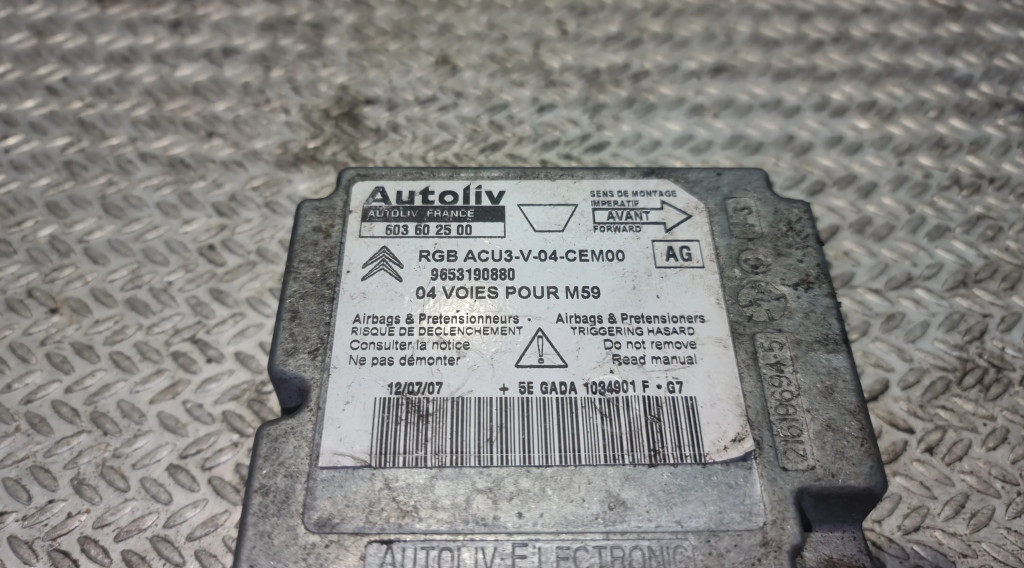 Autoliv
AUTOLIV FRANCE
603 60 25 00
SENS DE MONTAGE
IMPERATIF
AVANT
FORWARD
RGB ACU3-V-04-CEM00
AG
9653190880
04 VOIES POUR M59
Airbags & Pretensionneurs
RISQUE DE DECLENCHEMENT
Consulter la notice
Ne pas démonter
Airbags & Pretensioners
TRIGGERING HASARD
Do not remove
Read manual
12/07/07
+ 5E GADA 1034901 F * G7
AUTOLIV-ELECTRONIC